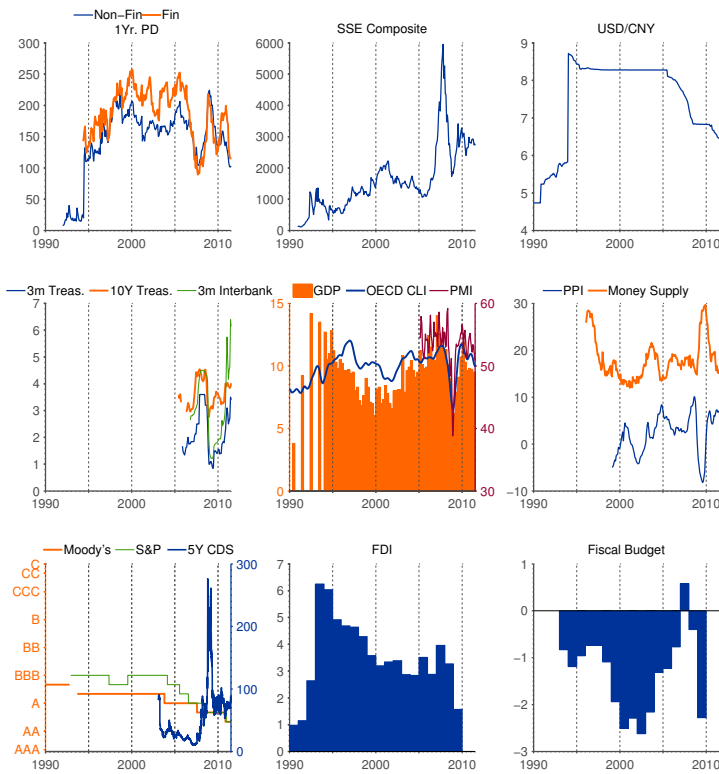 Non−Fin Fin
1Yr. PD
300
250
200
150
100
50
0
1990 2000 2010
SSE Composite
6000
5000
4000
3000
2000
1000
0
1990 2000 2010
USD/CNY
9
8
7
6
5
4
1990 2000 2010
3m Treas. 10Y Treas. 3m Interbank
7
6
5
4
3
2
1
0
1990 2000 2010
GDP OECD CLI PMI
15 60
10 50
5 40
0 30
1990 2000 2010
PPI Money Supply
30
20
10
0
−10
1990 2000 2010
Moody's S&P 5Y CDS
C 300
CC
CCC
B 200
BB
BBB
A 100
AA
AAA 0
1990 2000 2010
FDI
7
6
5
4
3
2
1
0
1990 2000 2010
Fiscal Budget
1
0
−1
−2
−3
1990 2000 2010